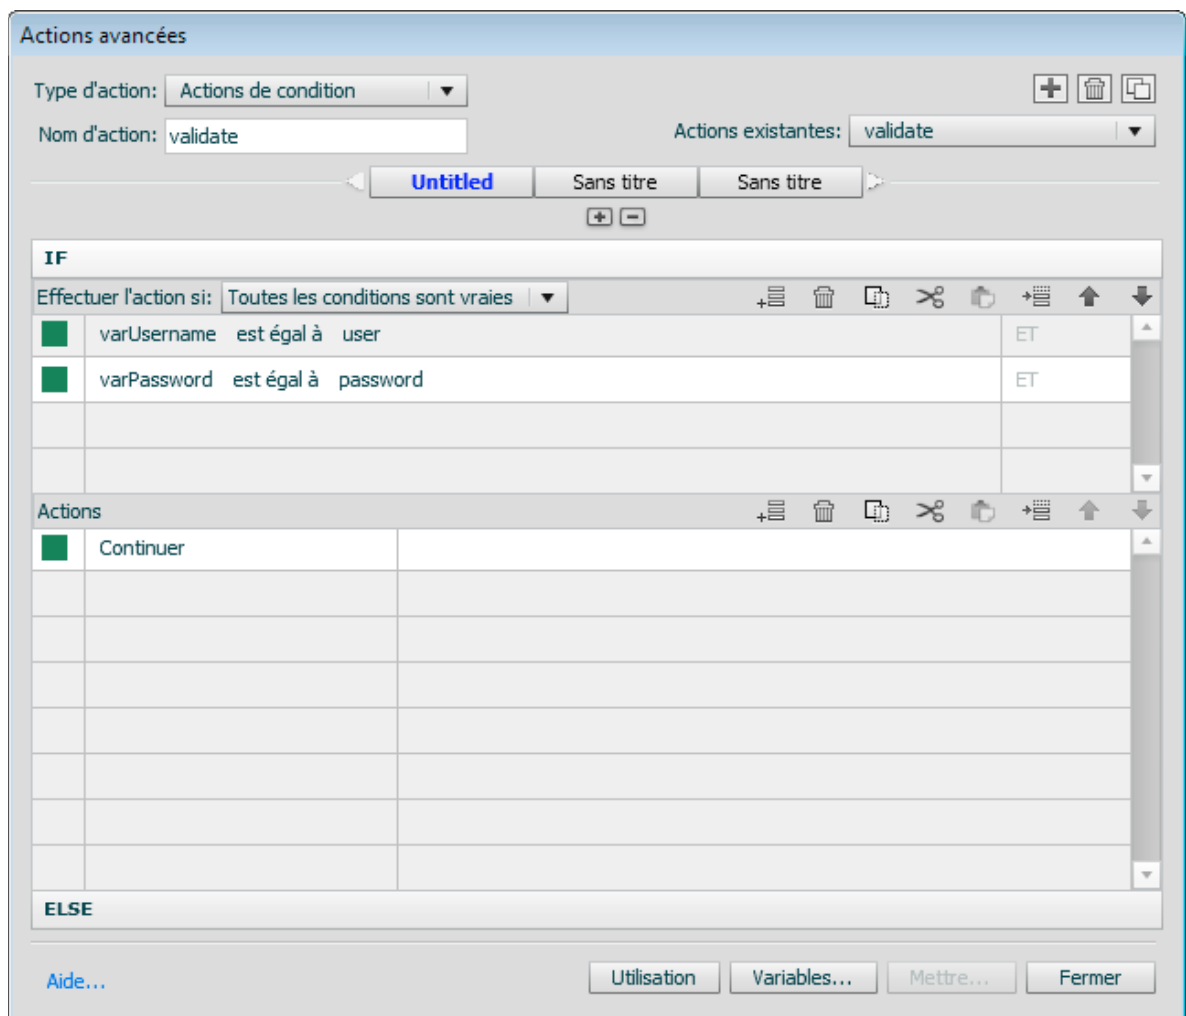 Actions avancées
Type d'action: Actions de condition
Nom d'action: validate
Actions existantes: validate
Untitled Sans titre Sans titre
IF
Effectuer l'action si: Toutes les conditions sont vraies
varUsername est égal à user ET
varPassword est égal à password ET
Actions
Continuer
ELSE
Aide... Utilisation Variables... Mettre... Fermer